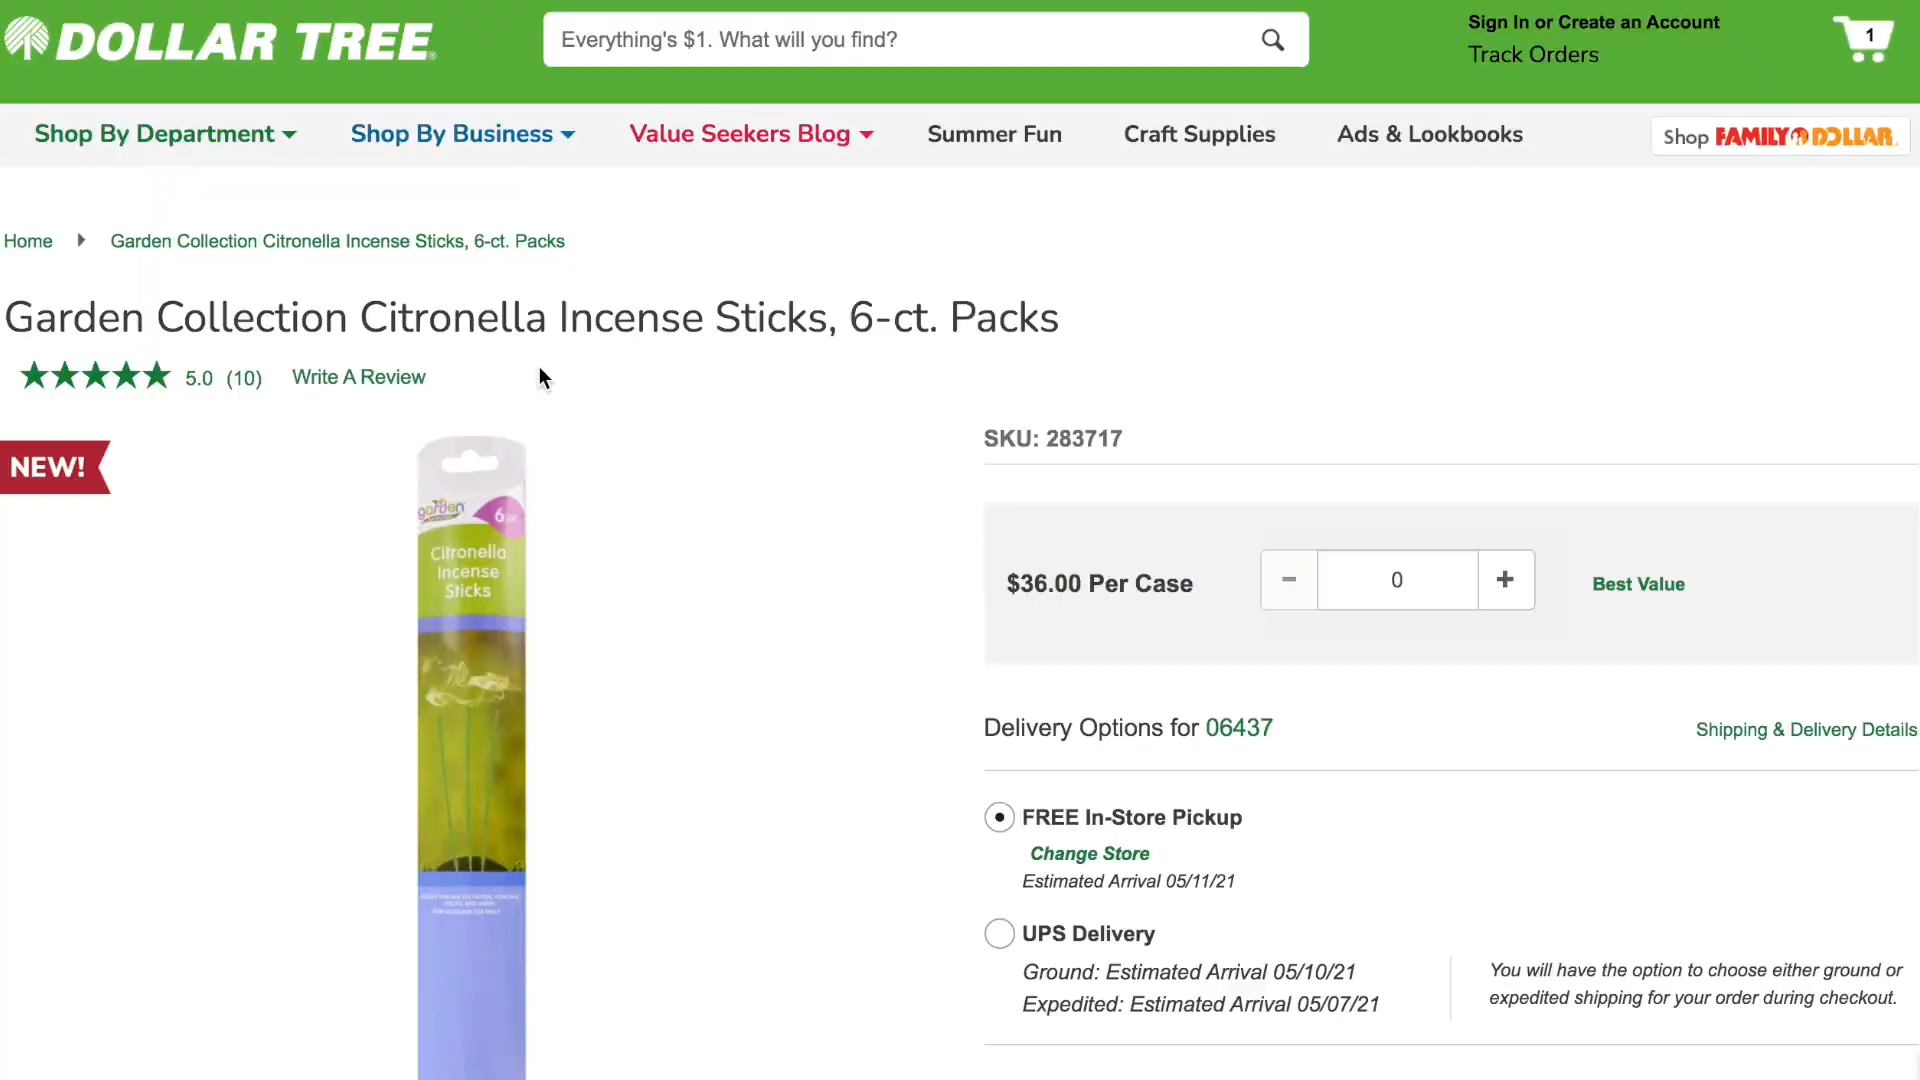 DOLLAR TREE
Everything's $1. What will you find?
Sign In or Create an Account
Track Orders
1
Shop By Department
Shop By Business
Value Seekers Blog
Summer Fun
Craft Supplies
Ads & Lookbooks
Shop FAMILY DOLLAR
Home
Garden Collection Citronella Incense Sticks, 6-ct. Packs
Garden Collection Citronella Incense Sticks, 6-ct. Packs
5.0 (10)
Write A Review
NEW!
garden
6
Citronella
Incense
Sticks
SKU: 283717
$36.00 Per Case
−
0
+
Best Value
Delivery Options for 06437
Shipping & Delivery Details
FREE In-Store Pickup
Change Store
Estimated Arrival 05/11/21
UPS Delivery
Ground: Estimated Arrival 05/10/21
Expedited: Estimated Arrival 05/07/21
You will have the option to choose either ground or
expedited shipping for your order during checkout.